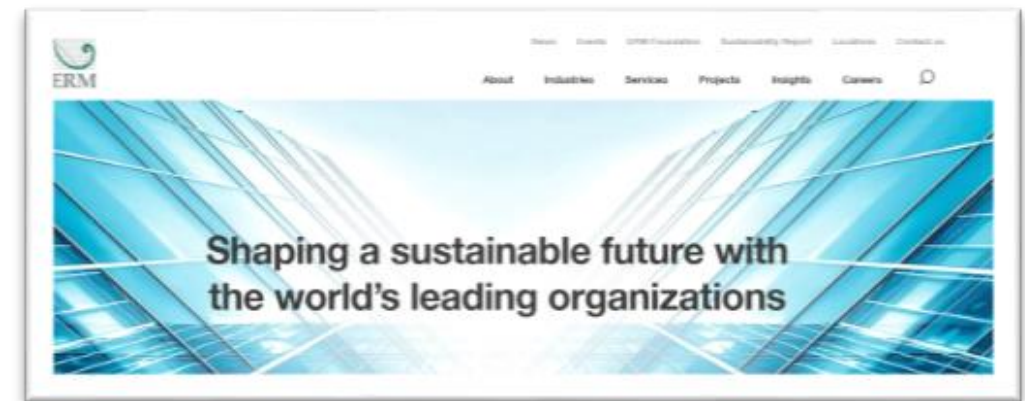 News Events ERM Foundation Sustainability Report Locations Contact us
ERM
About Industries Services Projects Insights Careers
Shaping a sustainable future with
the world's leading organizations